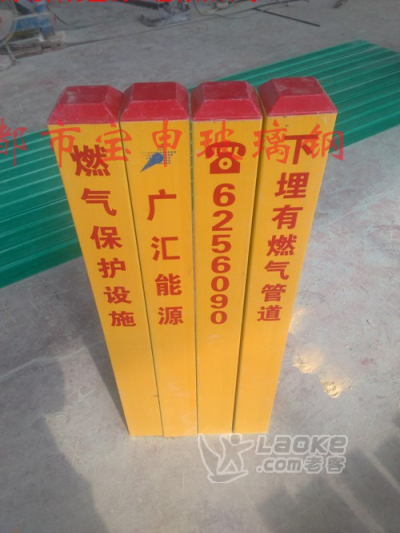 郸市宝申玻璃钢
燃气保护设施
广汇能源
☎6256090
下埋有燃气管道
LAOKE
.com老客